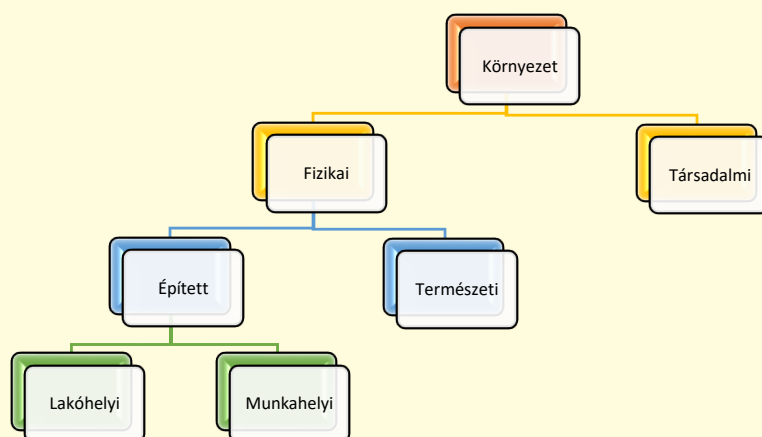 Környezet
Fizikai
Társadalmi
Épített
Természeti
Lakóhelyi
Munkahelyi